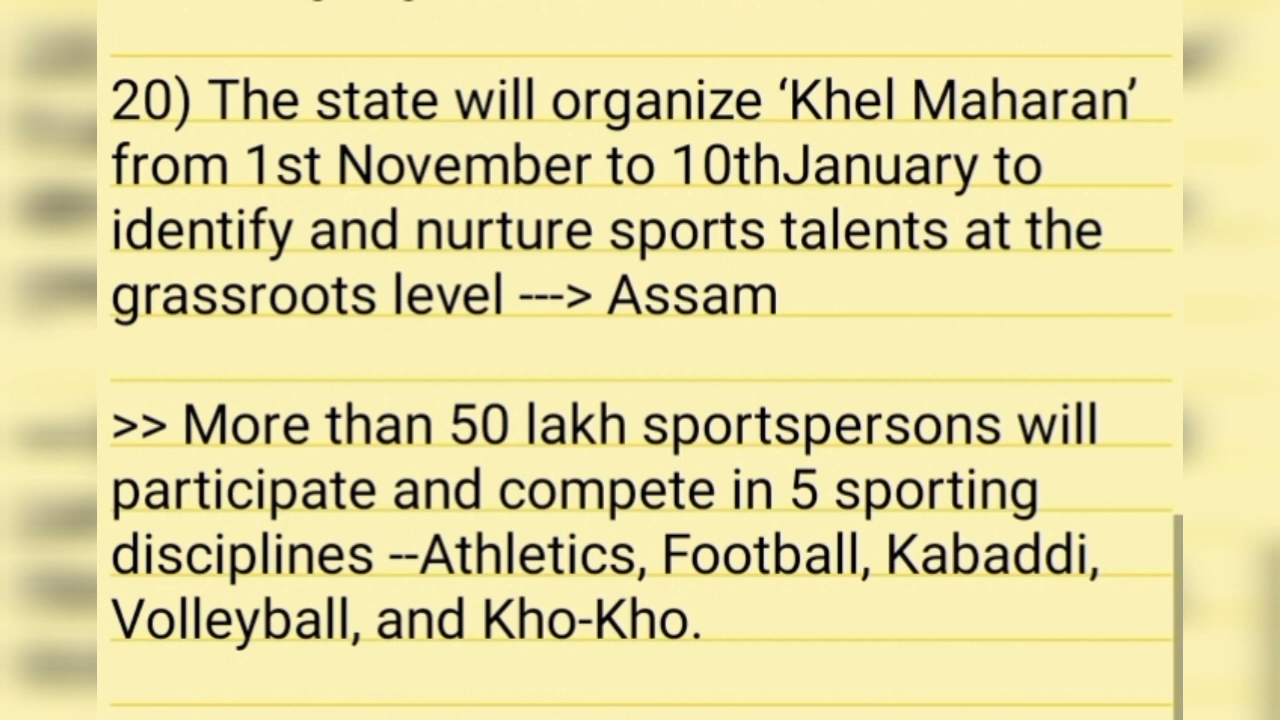 20) The state will organize ‘Khel Maharan’
from 1st November to 10thJanuary to
identify and nurture sports talents at the
grassroots level ---> Assam
>> More than 50 lakh sportspersons will
participate and compete in 5 sporting
disciplines --Athletics, Football, Kabaddi,
Volleyball, and Kho-Kho.